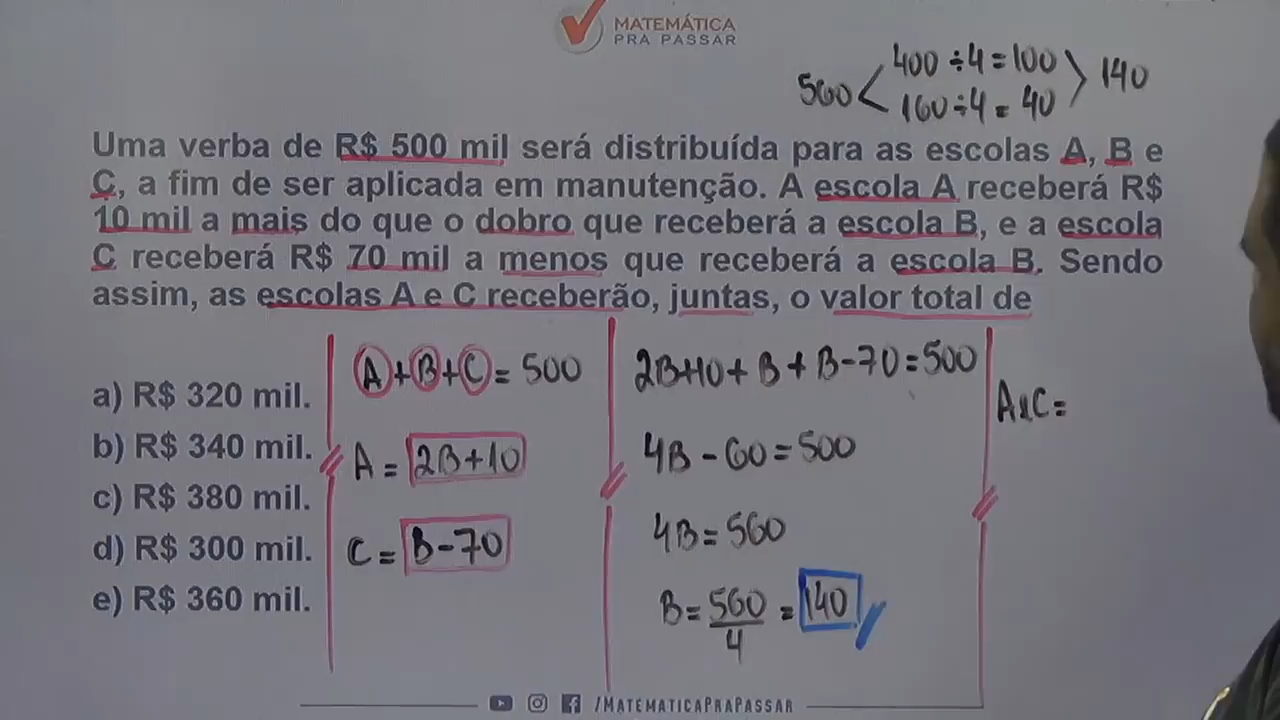 MATEMÁTICA
PRA PASSAR
560 < 400 ÷ 4 = 100 > 140
160 ÷ 4 = 40
Uma verba de R$ 500 mil será distribuída para as escolas A, B e
C, a fim de ser aplicada em manutenção. A escola A receberá R$
10 mil a mais do que o dobro que receberá a escola B, e a escola
C receberá R$ 70 mil a menos que receberá a escola B. Sendo
assim, as escolas A e C receberão, juntas, o valor total de
a) R$ 320 mil.
b) R$ 340 mil.
c) R$ 380 mil.
d) R$ 300 mil.
e) R$ 360 mil.
A+B+C = 500
A = 2B+10
C = B-70
2B+10 + B + B-70 = 500
4B - 60 = 500
4B = 560
B = 560/4 = 140
A e C =
/MATEMATICAPRAPASSAR